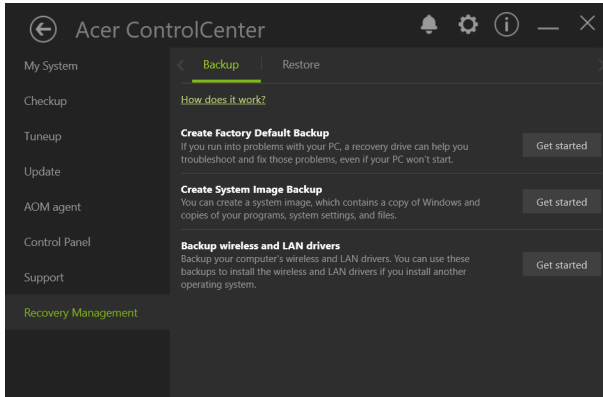 Acer ControlCenter
My System
Checkup
Tuneup
Update
AOM agent
Control Panel
Support
Recovery Management
Backup
Restore
How does it work?
Create Factory Default Backup
If you run into problems with your PC, a recovery drive can help you
troubleshoot and fix those problems, even if your PC won't start.
Get started
Create System Image Backup
You can create a system image, which contains a copy of Windows and
copies of your programs, system settings, and files.
Get started
Backup wireless and LAN drivers
Backup your computer's wireless and LAN drivers. You can use these
backups to install the wireless and LAN drivers if you install another
operating system.
Get started